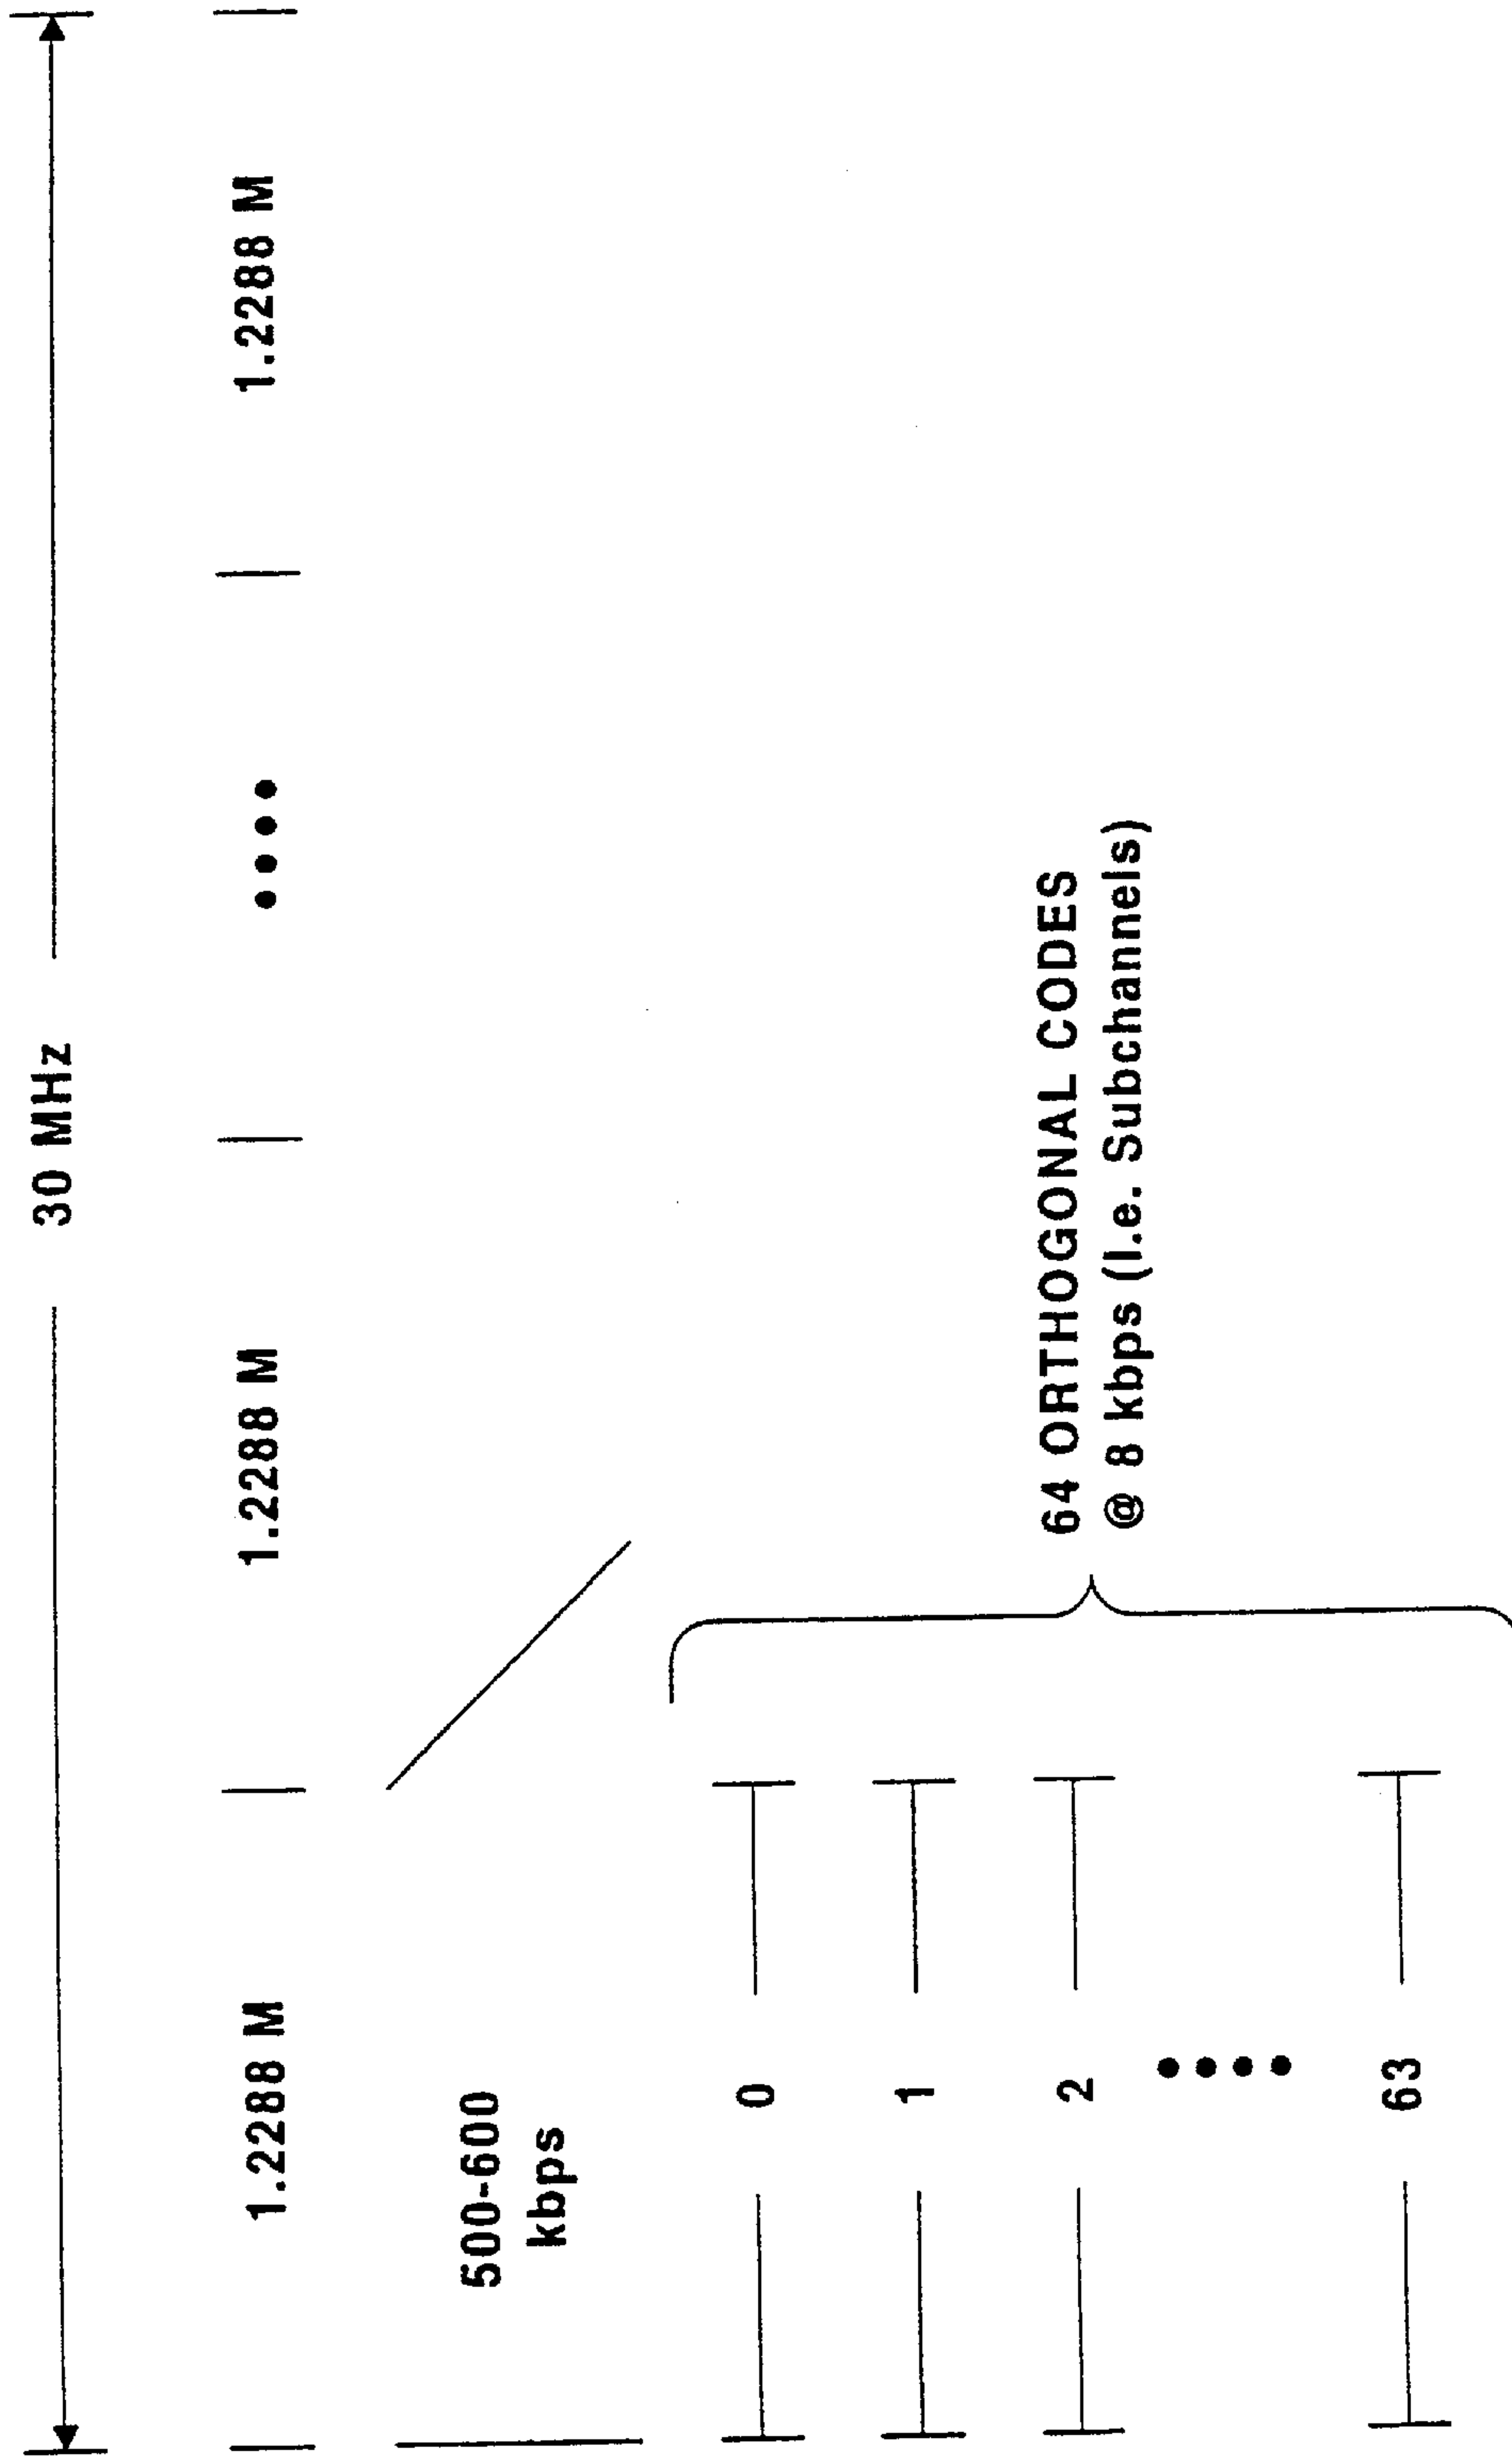 30 MHz
1.2288 M
1.2288 M
••••
1.2288 M
500-600
kbps
0
1
2
••••
63
64 ORTHOGONAL CODES
@ 8 kbps (I.e. Subchannels)